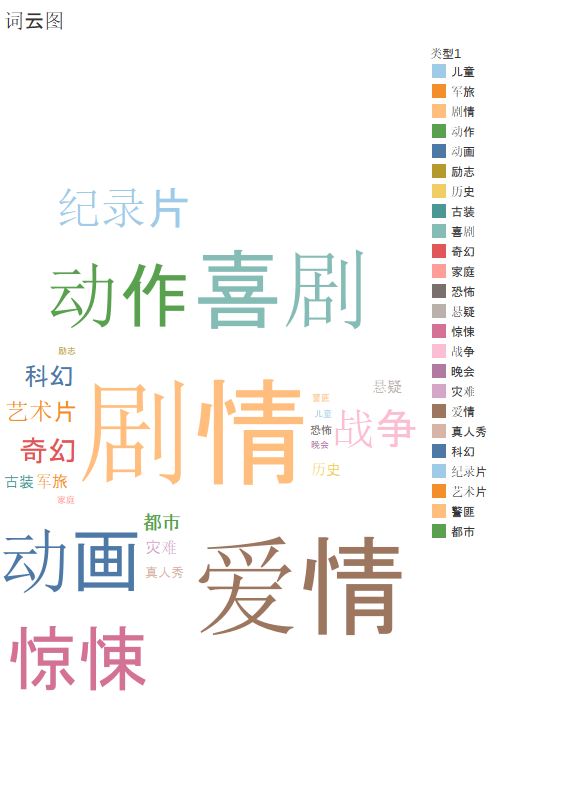 词云图
类型1
儿童
军旅
剧情
动作
动画
励志
历史
古装
喜剧
奇幻
家庭
恐怖
悬疑
惊悚
战争
晚会
灾难
爱情
真人秀
科幻
纪录片
艺术片
警匪
都市
纪录片
动作 喜剧
励志
科幻
艺术片
奇幻
古装 军旅
家庭
剧情
警匪
儿童
恐怖
晚会
历史
悬疑
战争
动画
都市
灾难
真人秀
爱情
惊悚